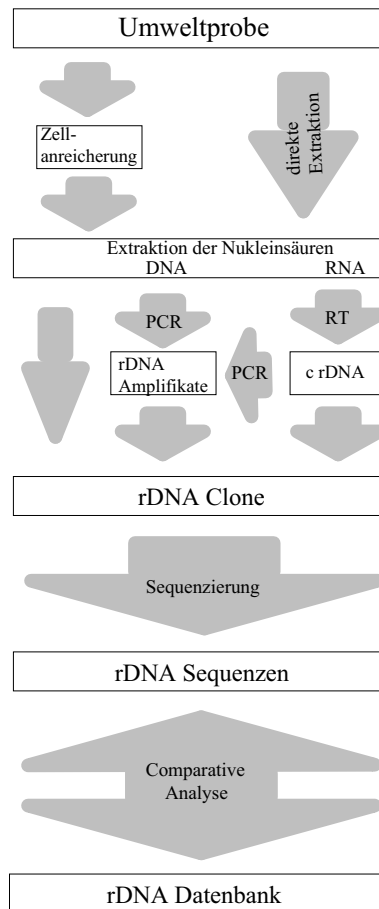 Umweltprobe
Zell-
anreicherung
direkte
Extraktion
Extraktion der Nukleinsäuren
DNA RNA
PCR RT
rDNA
Amplifikate
PCR
c rDNA
rDNA Clone
Sequenzierung
rDNA Sequenzen
Comparative
Analyse
rDNA Datenbank